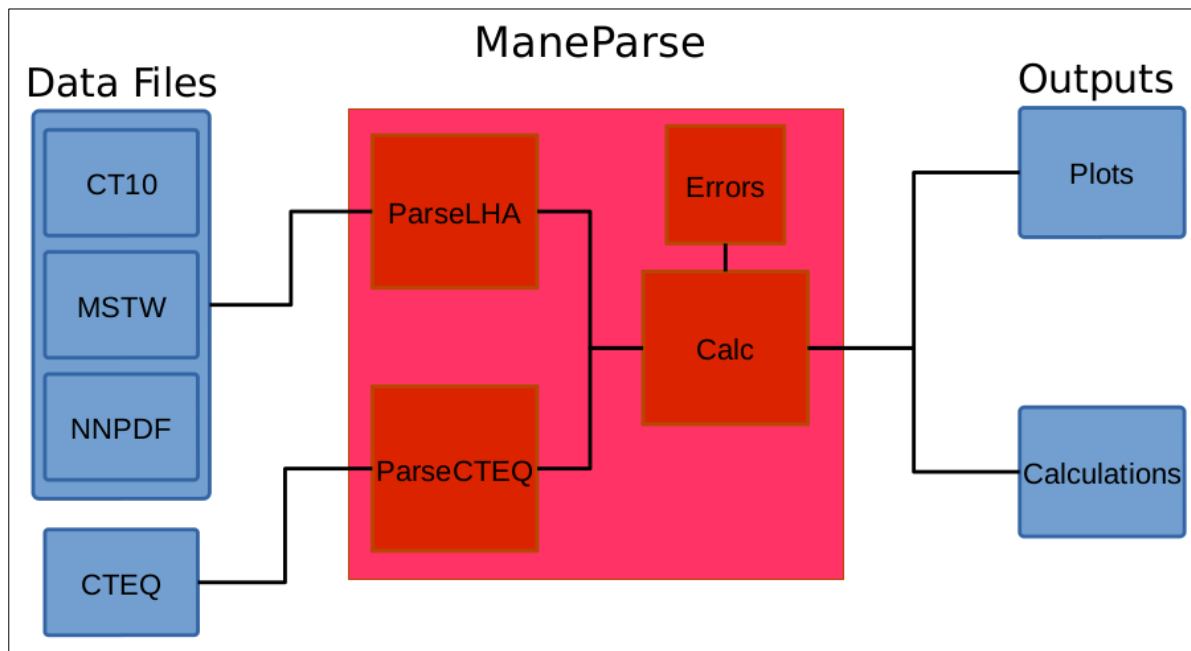 ManeParse
Data Files
Outputs
CT10
MSTW
NNPDF
CTEQ
ParseLHA
ParseCTEQ
Errors
Calc
Plots
Calculations